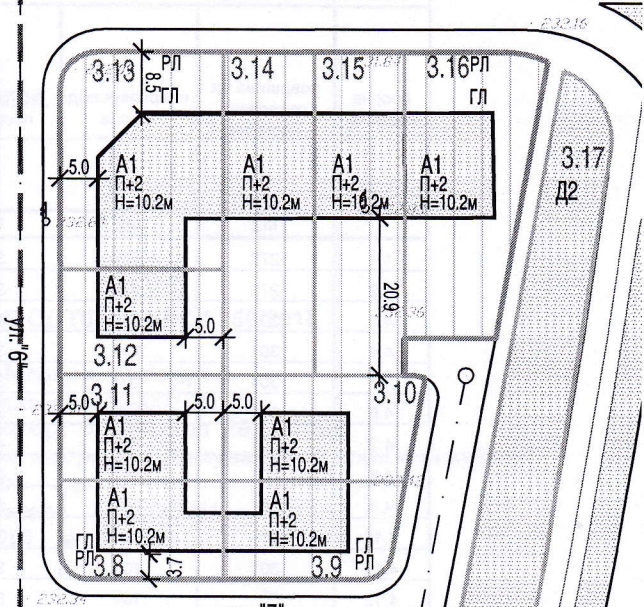 232.16
3.13
РЛ
3.14
3.15
3.16
РЛ
8.5
ГЛ
ГЛ
3.17
Д2
5.0
А1
П+2
Н=10.2м
А1
П+2
Н=10.2м
А1
П+2
Н=10.2м
А1
П+2
Н=10.2м
А1
П+2
Н=10.2м
20.9
5.0
3.12
ул. "6"
3.11
3.10
5.0
5.0
5.0
А1
П+2
Н=10.2м
А1
П+2
Н=10.2м
А1
П+2
Н=10.2м
А1
П+2
Н=10.2м
ГЛ
РЛ
3.8
3.7
3.9
ГЛ
РЛ
232.34